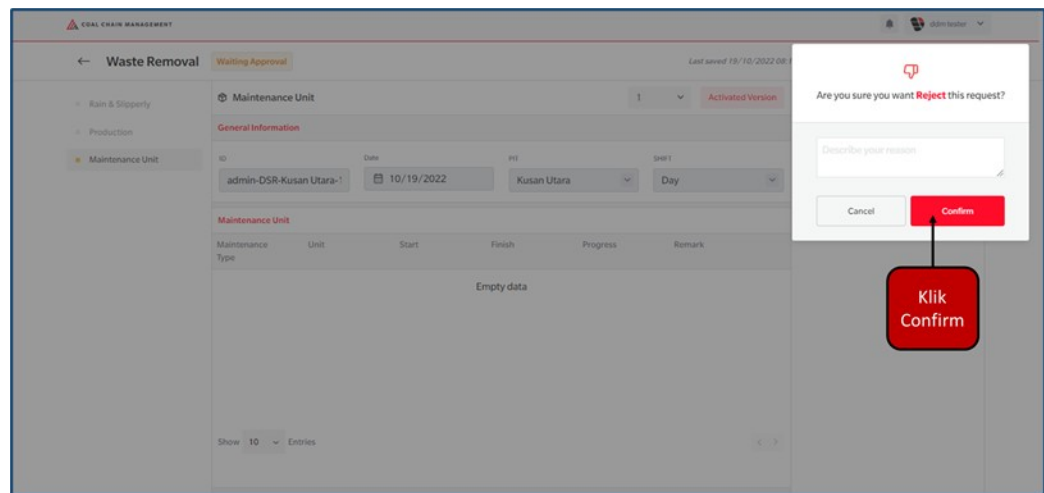 COAL CHAIN MANAGEMENT
ddm tester
Waste Removal
Waiting Approval
Last saved 19/10/2022 08:1
Rain & Slipperly
Production
Maintenance Unit
Maintenance Unit
1
Activated Version
General Information
ID
Date
PIT
SHIFT
admin-DSR-Kusan Utara-1
10/19/2022
Kusan Utara
Day
Maintenance Unit
Maintenance Type
Unit
Start
Finish
Progress
Remark
Empty data
Show 10 Entries
Are you sure you want Reject this request?
Describe your reason
Cancel
Confirm
Klik
Confirm